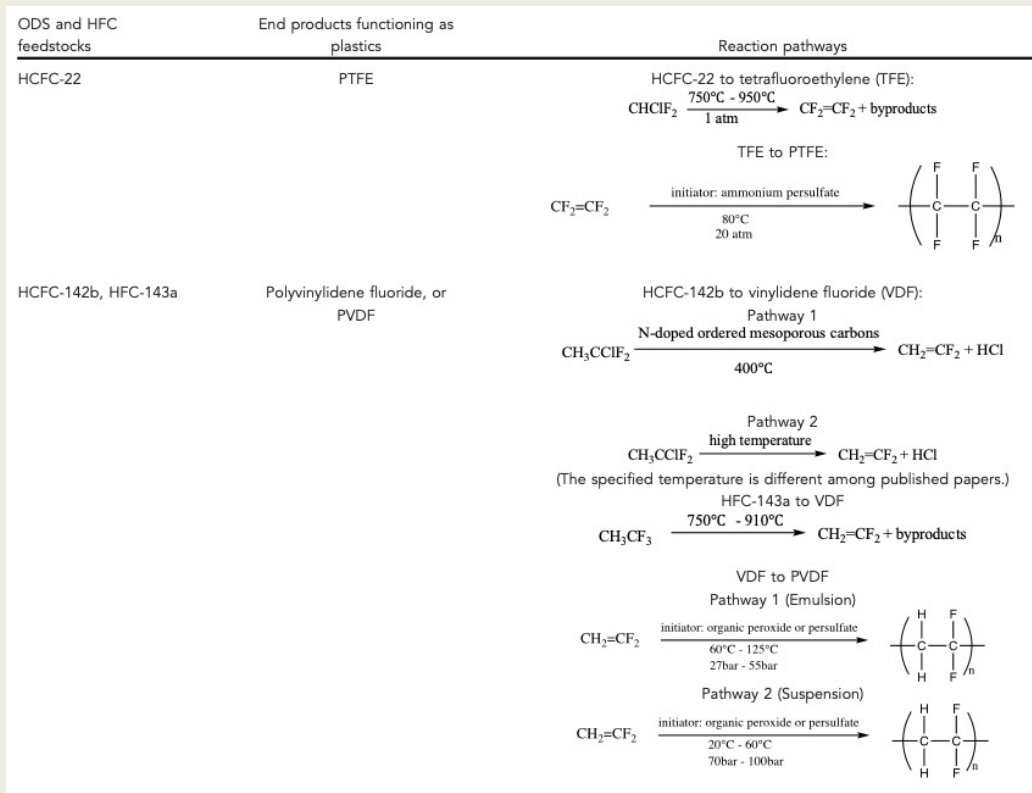 ODS and HFC
feedstocks
End products functioning as
plastics
Reaction pathways
HCFC-22
PTFE
HCFC-22 to tetrafluoroethylene (TFE):
CHClF₂ 750°C - 950°C CF₂=CF₂ + byproducts
1 atm
TFE to PTFE:
CF₂=CF₂ initiator: ammonium persulfate
80°C
20 atm
F F
C C
F F n
HCFC-142b, HFC-143a
Polyvinylidene fluoride, or
PVDF
HCFC-142b to vinylidene fluoride (VDF):
Pathway 1
N-doped ordered mesoporous carbons
CH₃CClF₂ CH₂=CF₂ + HCl
400°C
Pathway 2
high temperature
CH₃CClF₂ CH₂=CF₂ + HCl
(The specified temperature is different among published papers.)
HFC-143a to VDF
750°C - 910°C
CH₃CF₃ CH₂=CF₂ + byproducts
VDF to PVDF
Pathway 1 (Emulsion)
initiator: organic peroxide or persulfate
CH₂=CF₂
60°C - 125°C
27bar - 55bar
H F
C C
H F n
Pathway 2 (Suspension)
initiator: organic peroxide or persulfate
CH₂=CF₂
20°C - 60°C
70bar - 100bar
H F
C C
H F n